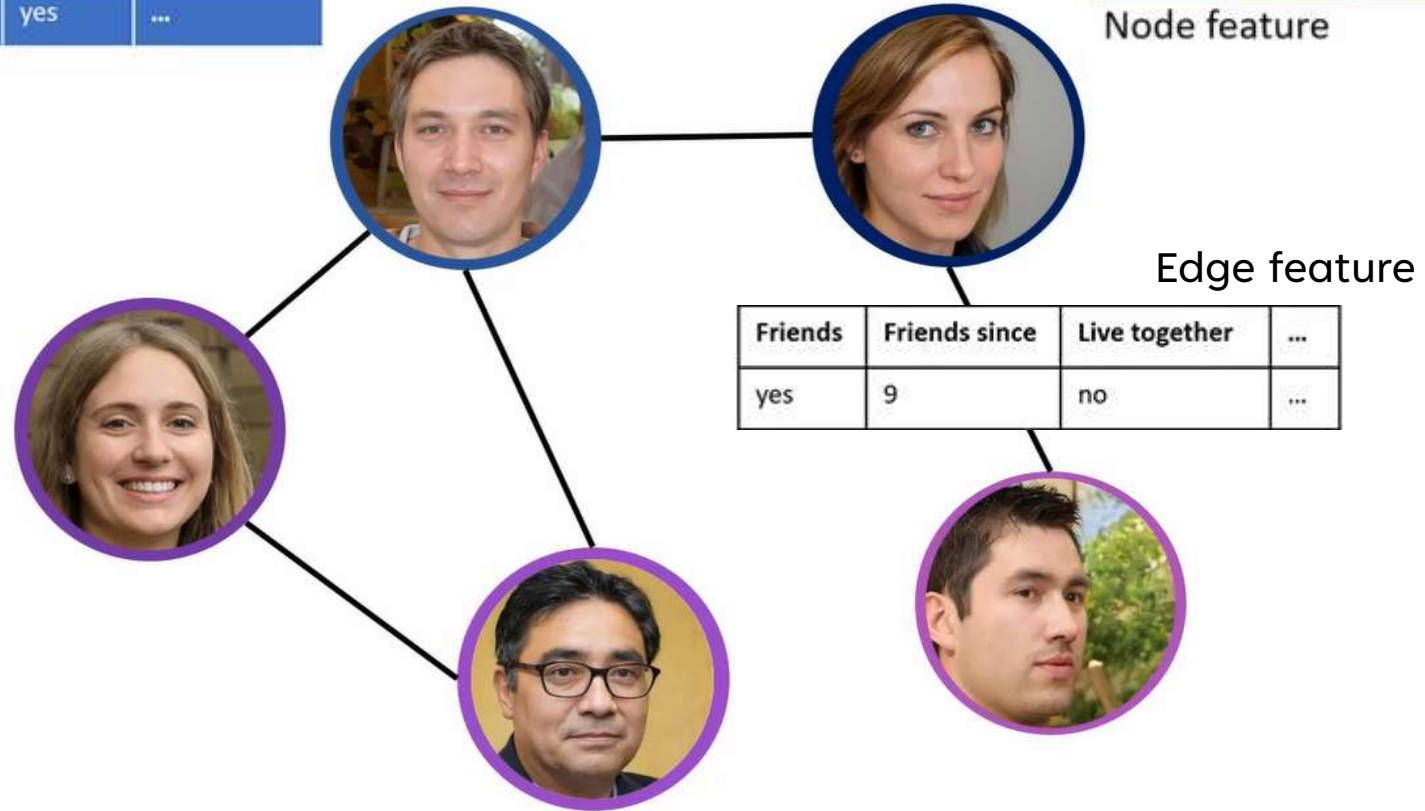 yes ...
Node feature
Edge feature
Friends Friends since Live together ...
yes 9 no ...